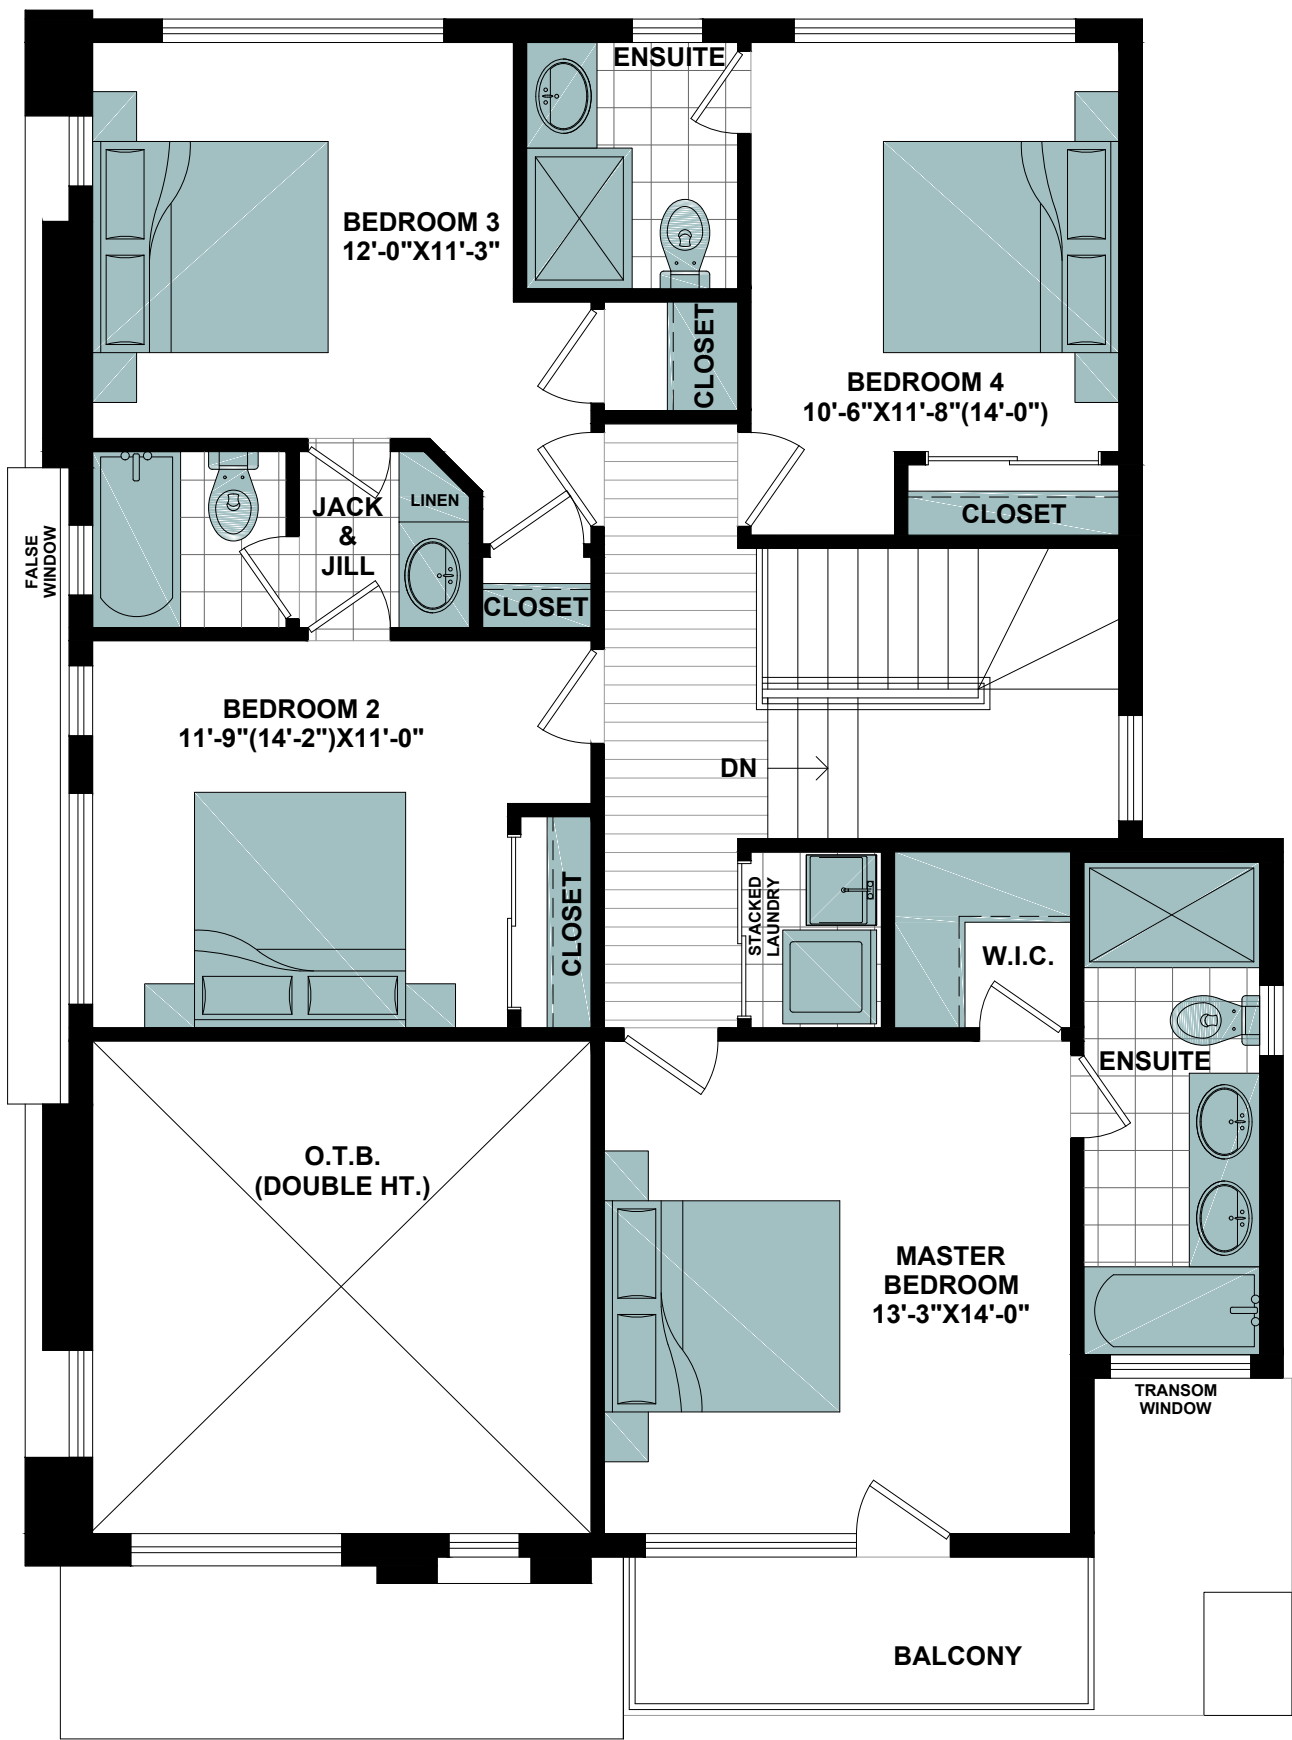 ENSUITE
BEDROOM 3
12'-0"X11'-3"
CLOSET
BEDROOM 4
10'-6"X11'-8"(14'-0")
CLOSET
JACK
&
JILL
LINEN
FALSE
WINDOW
CLOSET
BEDROOM 2
11'-9"(14'-2")X11'-0"
DN
CLOSET
STACKED
LAUNDRY
W.I.C.
ENSUITE
O.T.B.
(DOUBLE HT.)
MASTER
BEDROOM
13'-3"X14'-0"
TRANSOM
WINDOW
BALCONY